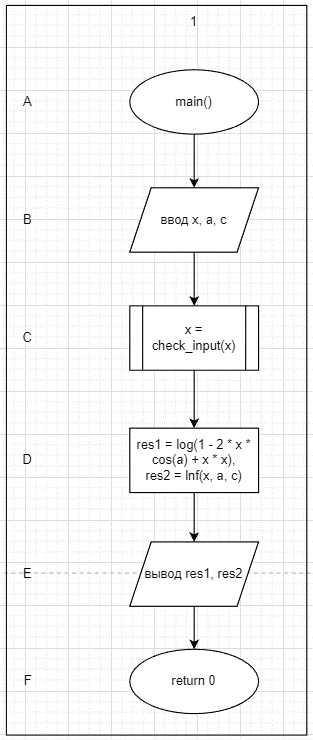 1
A
main()
B
ввод x, a, c
C
x =
check_input(x)
D
res1 = log(1 - 2 * x *
cos(a) + x * x),
res2 = lnf(x, a, c)
E
вывод res1, res2
F
return 0